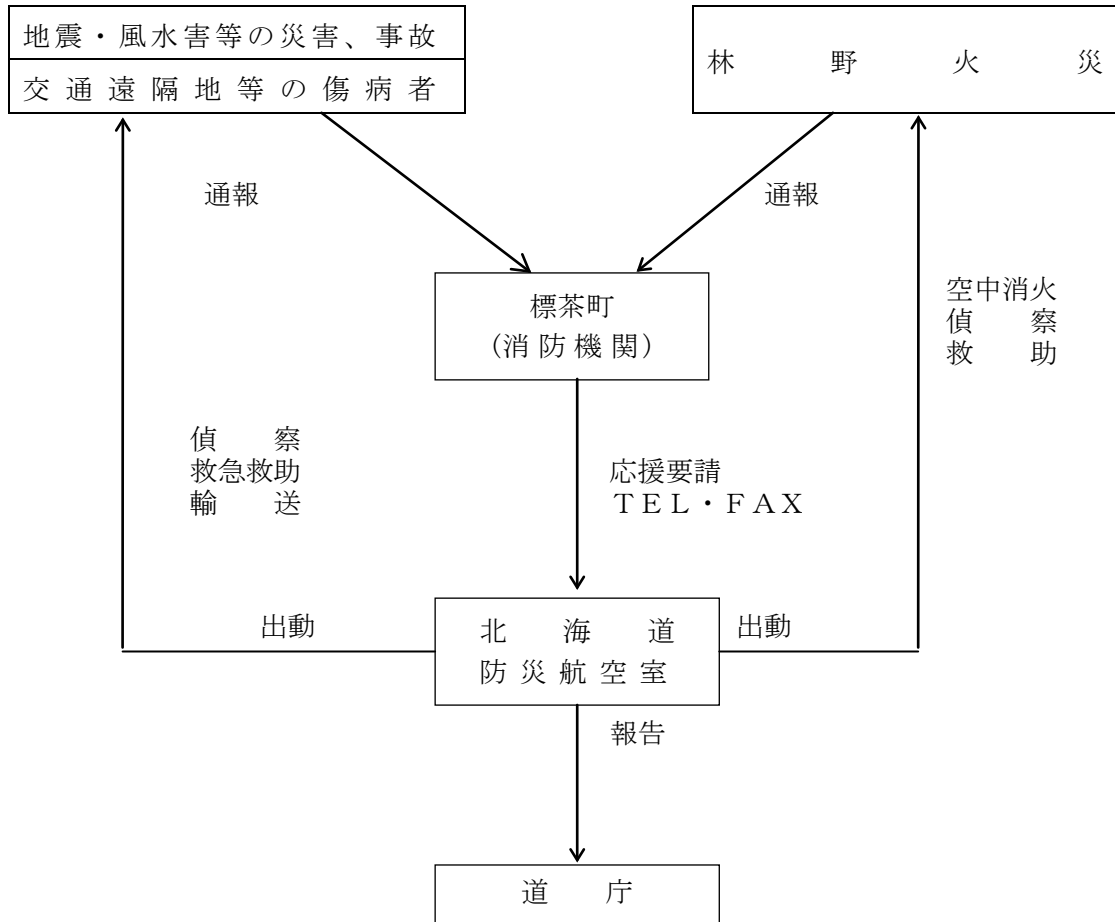 地震・風水害等の災害、事故
交通遠隔地等の傷病者
林野火災
通報
通報
標茶町
(消防機関)
空中消火
偵察
救助
偵察
救急救助
輸送
応援要請
ＴＥＬ・ＦＡＸ
出動
北海道
防災航空室
出動
報告
道庁